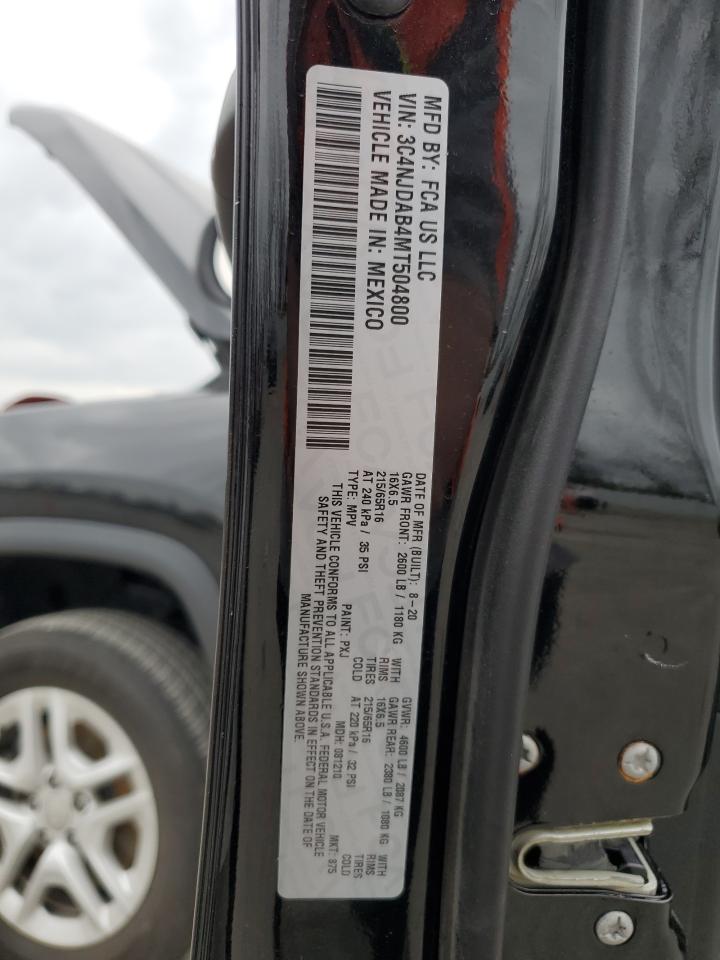 MFD BY: FCA US LLC
VIN: 3C4NJDAB4MT504800
VEHICLE MADE IN: MEXICO
DATE OF MFR (BUILT): 8-20 GVWR: 4600 LB / 2087 KG
GAWR FRONT: 2600 LB / 1180 KG WITH GAWR REAR: 2380 LB / 1080 KG WITH
16X6.5 RIMS 16X6.5 RIMS
215/65R16 TIRES 215/65R16 TIRES
AT 240 kPa / 35 PSI COLD AT 220 kPa / 32 PSI COLD
TYPE: MPV PAINT: PXJ MDH: 081210 MKT: 875
THIS VEHICLE CONFORMS TO ALL APPLICABLE U.S.A. FEDERAL MOTOR VEHICLE
SAFETY AND THEFT PREVENTION STANDARDS IN EFFECT ON THE DATE OF
MANUFACTURE SHOWN ABOVE.